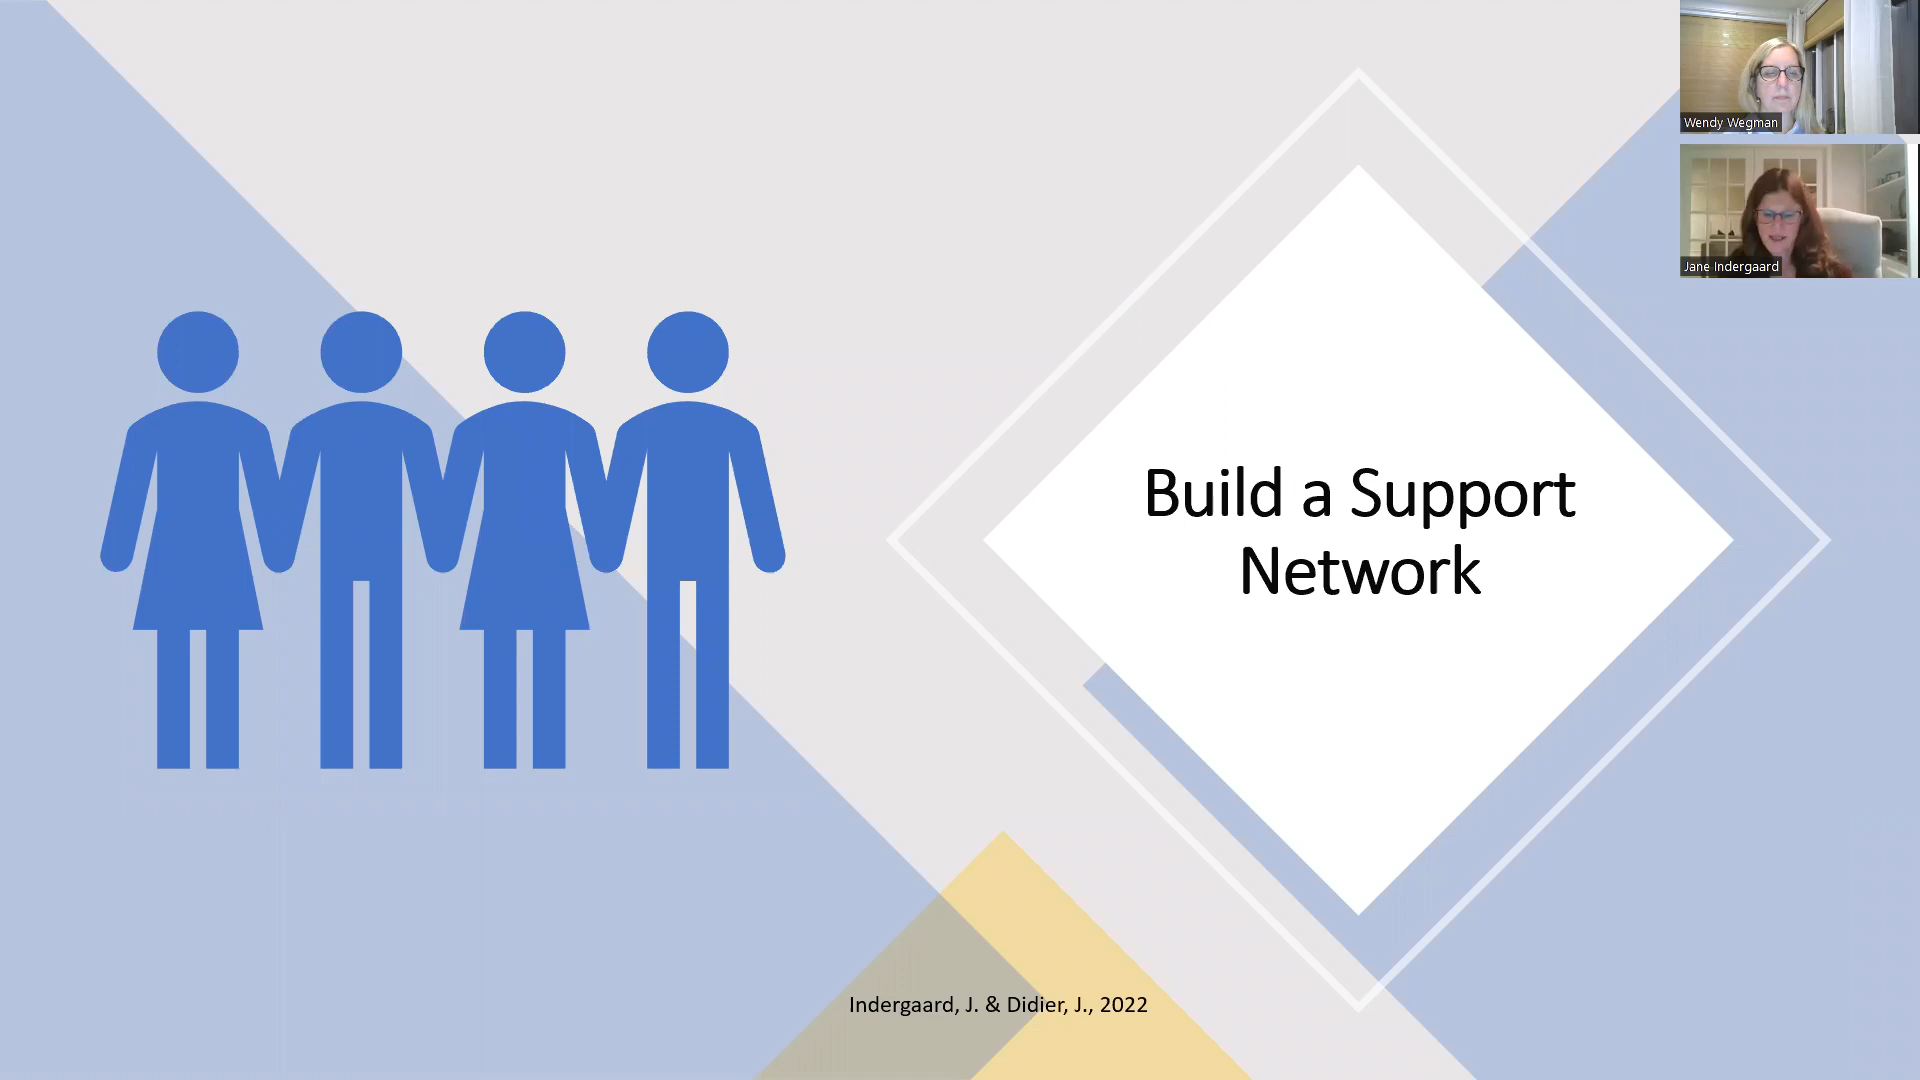 Wendy Wegman
Jane Indergaard
Build a Support
Network
Indergaard, J. & Didier, J., 2022